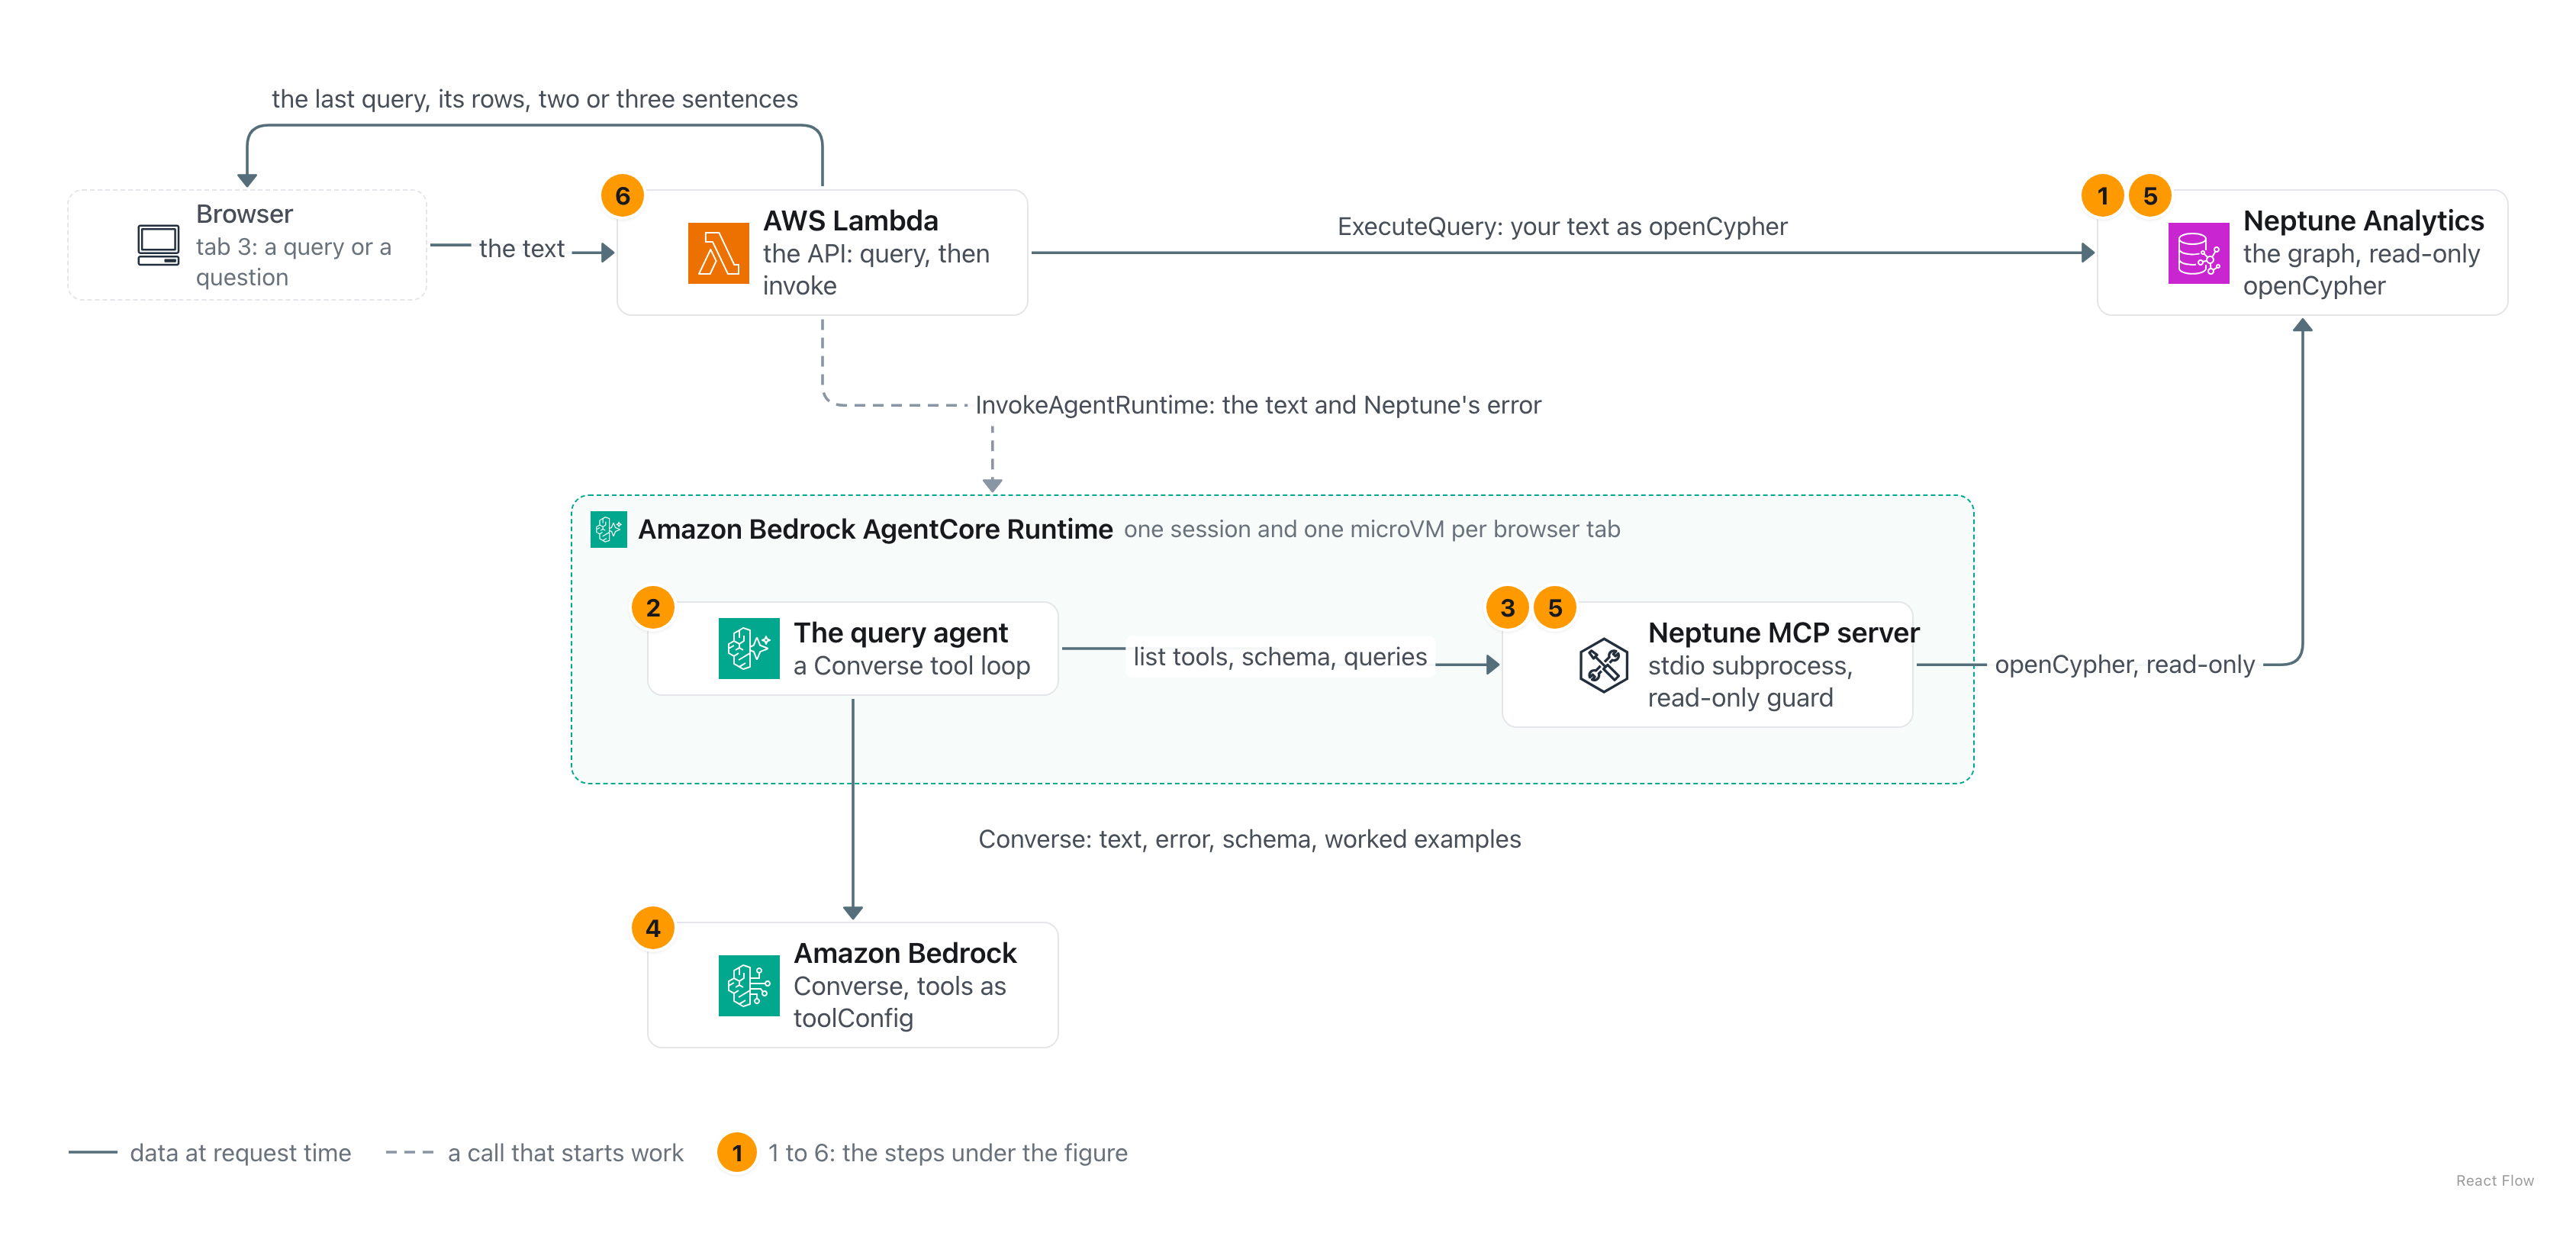 the last query, its rows, two or three sentences
Browser
tab 3: a query or a
question
the text
6
AWS Lambda
the API: query, then
invoke
ExecuteQuery: your text as openCypher
1
5
Neptune Analytics
the graph, read-only
openCypher
InvokeAgentRuntime: the text and Neptune's error
Amazon Bedrock AgentCore Runtime one session and one microVM per browser tab
2
The query agent
a Converse tool loop
list tools, schema, queries
3
5
Neptune MCP server
stdio subprocess,
read-only guard
openCypher, read-only
Converse: text, error, schema, worked examples
4
Amazon Bedrock
Converse, tools as
toolConfig
data at request time
a call that starts work
1
1 to 6: the steps under the figure
React Flow